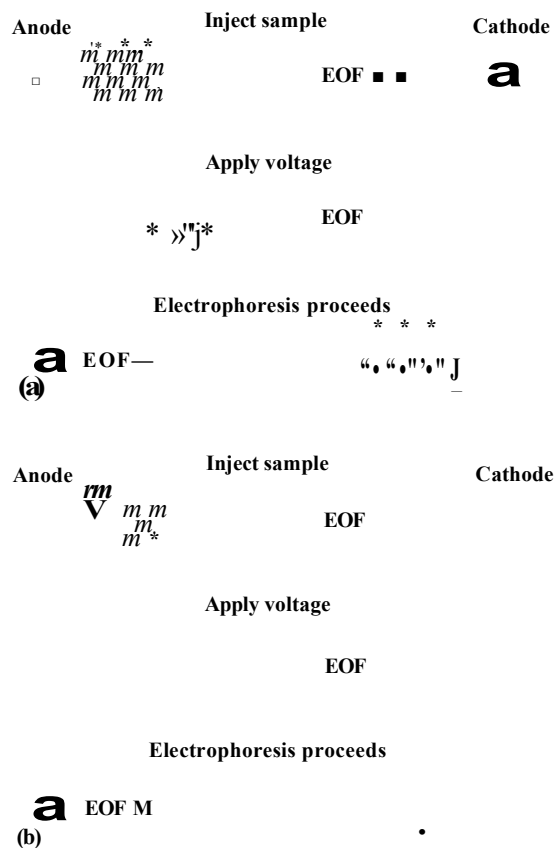 Inject sample
Anode
Cathode
m'* m*m*
m m m
m m m
m m m
□
EOF ■ ■
a
Apply voltage
EOF
* »'"j*
Electrophoresis proceeds
* * *
a EOF—
“• “•" '•" J
(a)
Inject sample
Anode
Cathode
rm
V m m
m
m *
EOF
Apply voltage
EOF
Electrophoresis proceeds
a EOF M
•
(b)